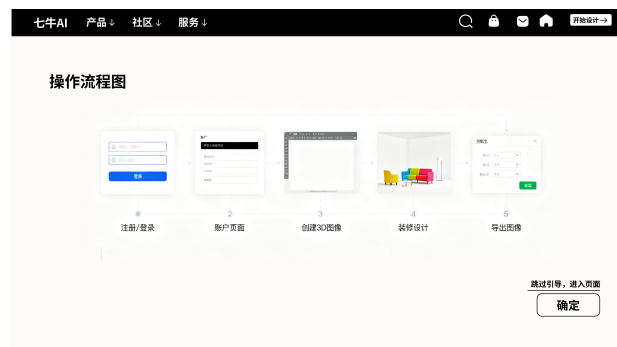 七牛AI 产品↓ 社区↓ 服务↓ 开始设计→
操作流程图
登录
账户
2 3 4 5
注册/登录 账户页面 创建3D图像 装修设计 导出图像
跳过引导，进入页面
确定